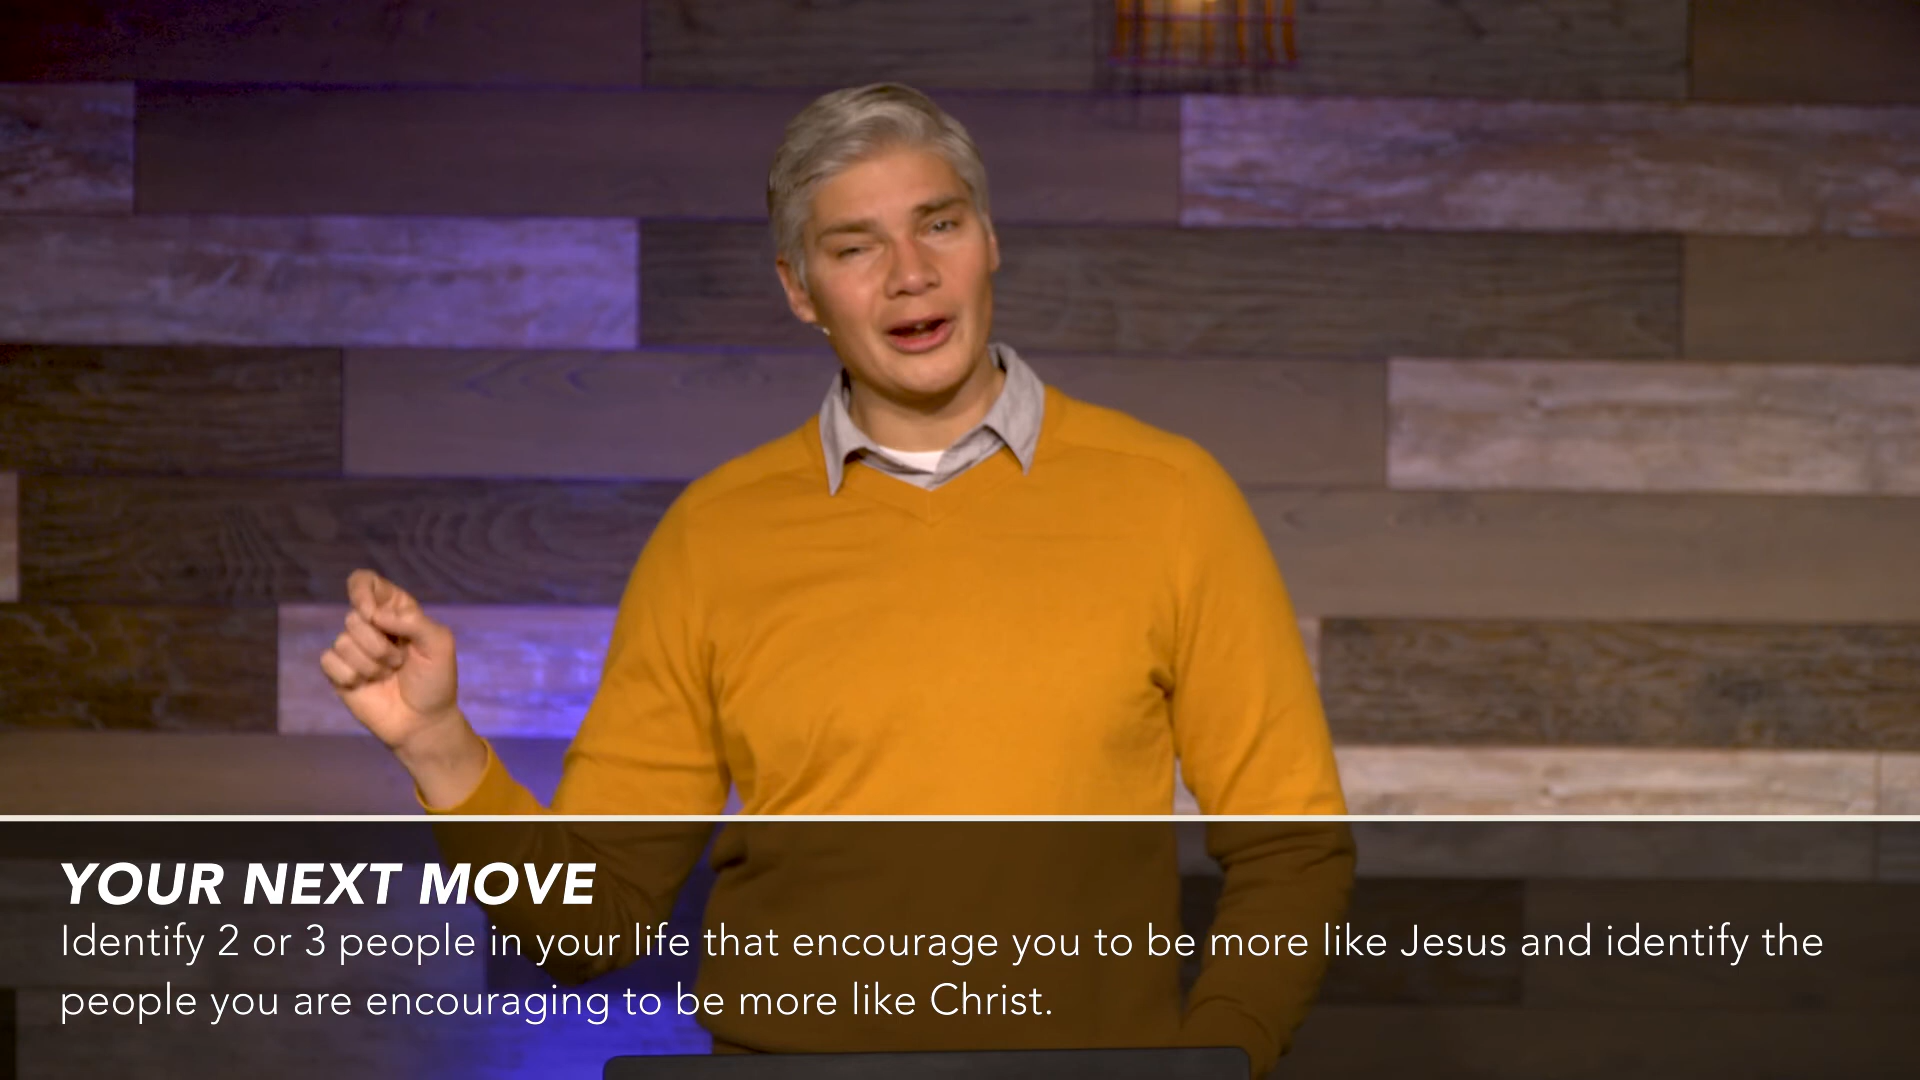 YOUR NEXT MOVE
Identify 2 or 3 people in your life that encourage you to be more like Jesus and identify the
people you are encouraging to be more like Christ.